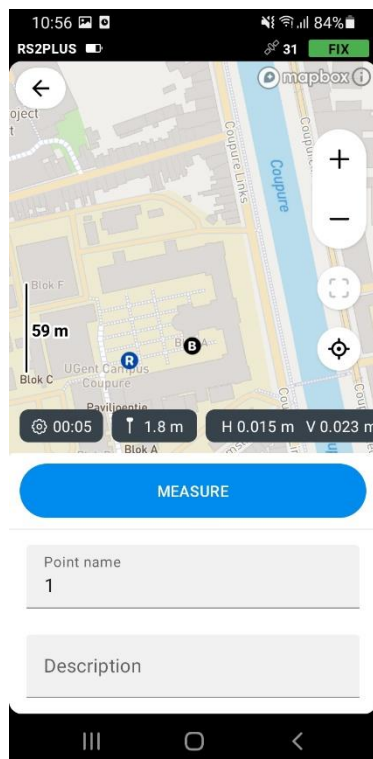 10:56 84%
RS2PLUS 31 FIX
mapbox
oject
t
Coupure Links
Coupure
+
−
Blok F
59 m
R
B
UGent Campus
Coupure
Blok C
00:05 1.8 m H 0.015 m V 0.023 m
Blok A
MEASURE
Point name
1
Description